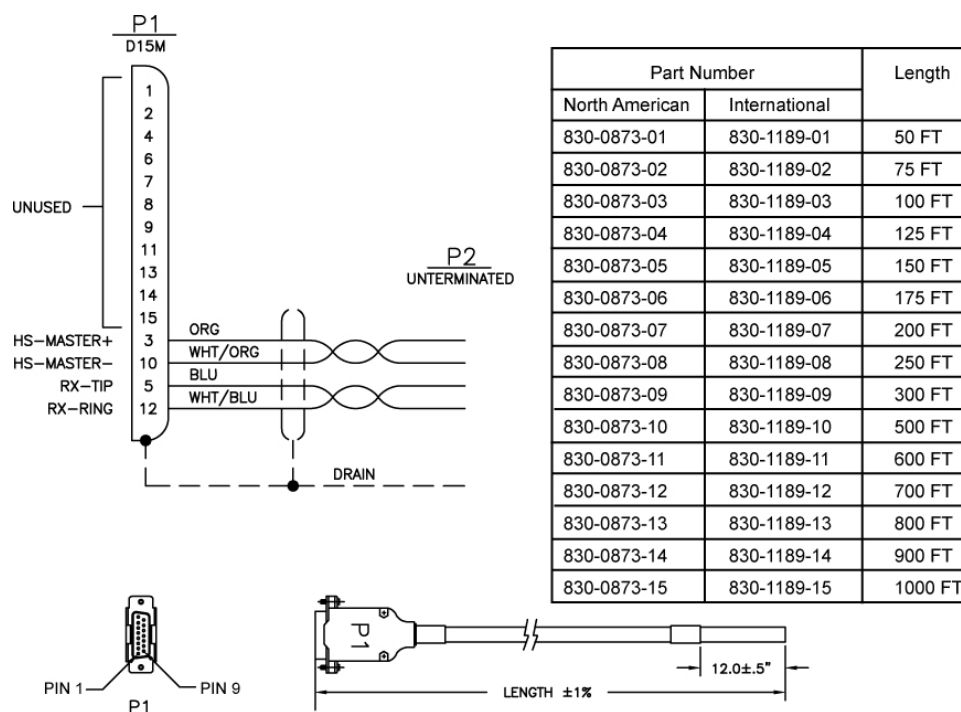 P1
D15M
1
2
4
6
7
8
9
11
13
14
15
3
10
5
12
UNUSED
HS-MASTER+
HS-MASTER-
RX-TIP
RX-RING
ORG
WHT/ORG
BLU
WHT/BLU
DRAIN
P2
UNTERMINATED
Part Number Length
North American International
830-0873-01 830-1189-01 50 FT
830-0873-02 830-1189-02 75 FT
830-0873-03 830-1189-03 100 FT
830-0873-04 830-1189-04 125 FT
830-0873-05 830-1189-05 150 FT
830-0873-06 830-1189-06 175 FT
830-0873-07 830-1189-07 200 FT
830-0873-08 830-1189-08 250 FT
830-0873-09 830-1189-09 300 FT
830-0873-10 830-1189-10 500 FT
830-0873-11 830-1189-11 600 FT
830-0873-12 830-1189-12 700 FT
830-0873-13 830-1189-13 800 FT
830-0873-14 830-1189-14 900 FT
830-0873-15 830-1189-15 1000 FT
PIN 1
PIN 9
P1
P1
12.0±.5"
LENGTH ±1%